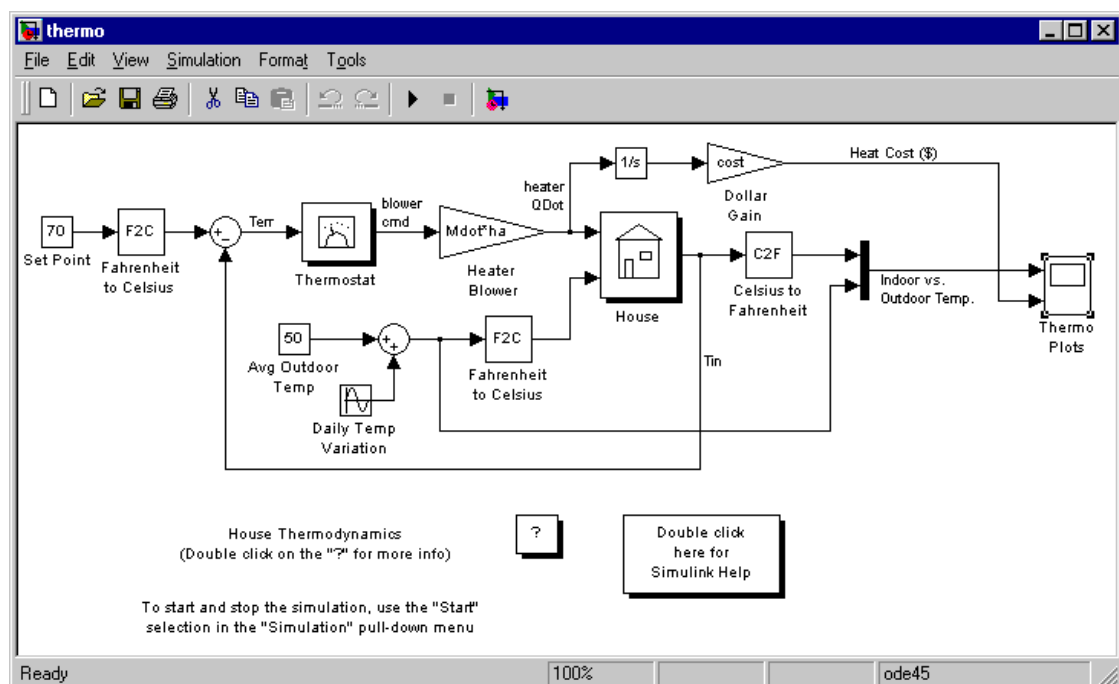 thermo
File Edit View Simulation Format Tools
Heat Cost ($)
1/s
cost
heater
QDot
Dollar
Gain
blower
cmd
70
F2C
Terr
Mdot*ha
C2F
Set Point
Fahrenheit
to Celsius
Thermostat
Heater
Blower
House
Celsius to
Fahrenheit
Indoor vs.
Outdoor Temp.
Thermo
Plots
50
F2C
Avg Outdoor
Temp
Fahrenheit
to Celsius
Tin
Daily Temp
Variation
House Thermodynamics
(Double click on the "?" for more info)
?
Double click
here for
Simulink Help
To start and stop the simulation, use the "Start"
selection in the "Simulation" pull-down menu
Ready 100% ode45